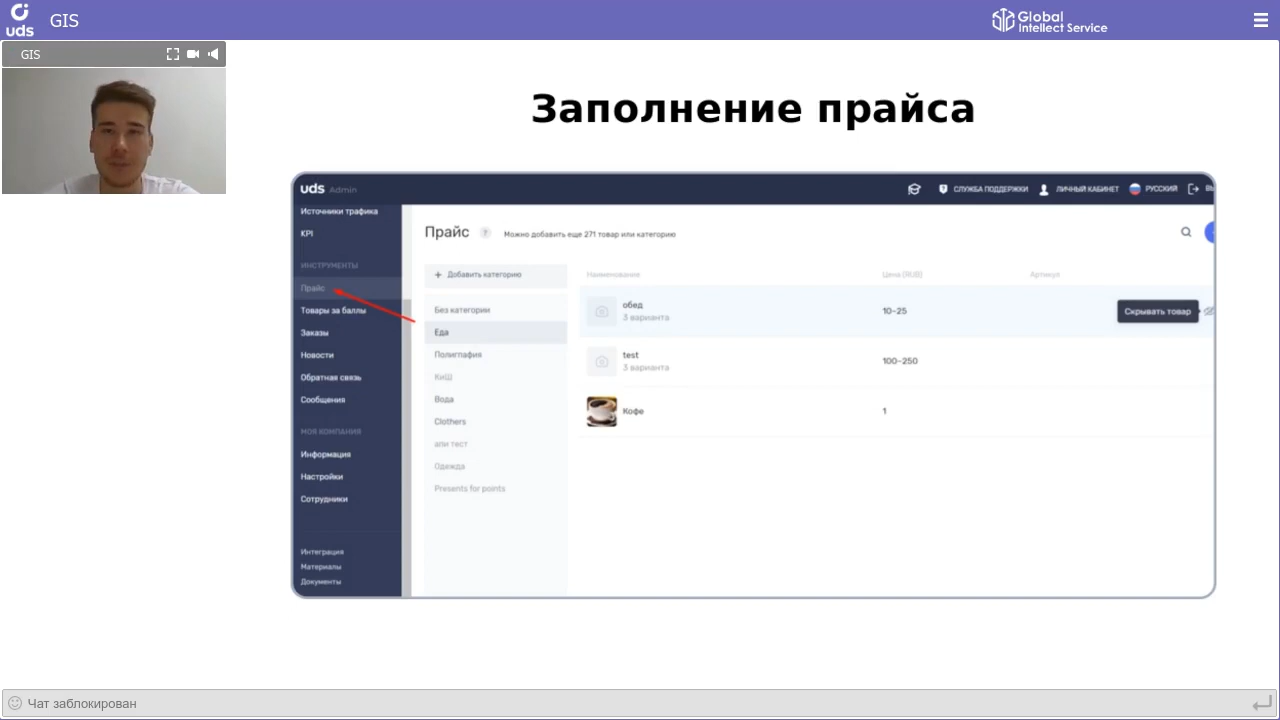 uds
GIS
Global
Intellect Service
GIS
Заполнение прайса
uds Admin
СЛУЖБА ПОДДЕРЖКИ
ЛИЧНЫЙ КАБИНЕТ
РУССКИЙ
Источники трафика
KPI
ИНСТРУМЕНТЫ
Прайс
Товары за баллы
Заказы
Новости
Обратная связь
Сообщения
МОЯ КОМПАНИЯ
Информация
Настройки
Сотрудники
Интеграция
Материалы
Документы
Прайс ?
Можно добавить еще 271 товар или категорию
+ Добавить категорию
Без категории
Еда
Полигпафия
КиШ
Вода
Clothers
апи тест
Одежда
Presents for points
Наименование
Цена (RUB)
Артикул
обед
3 варианта
10-25
Скрывать товар
test
3 варианта
100-250
Кофе
1
Чат заблокирован